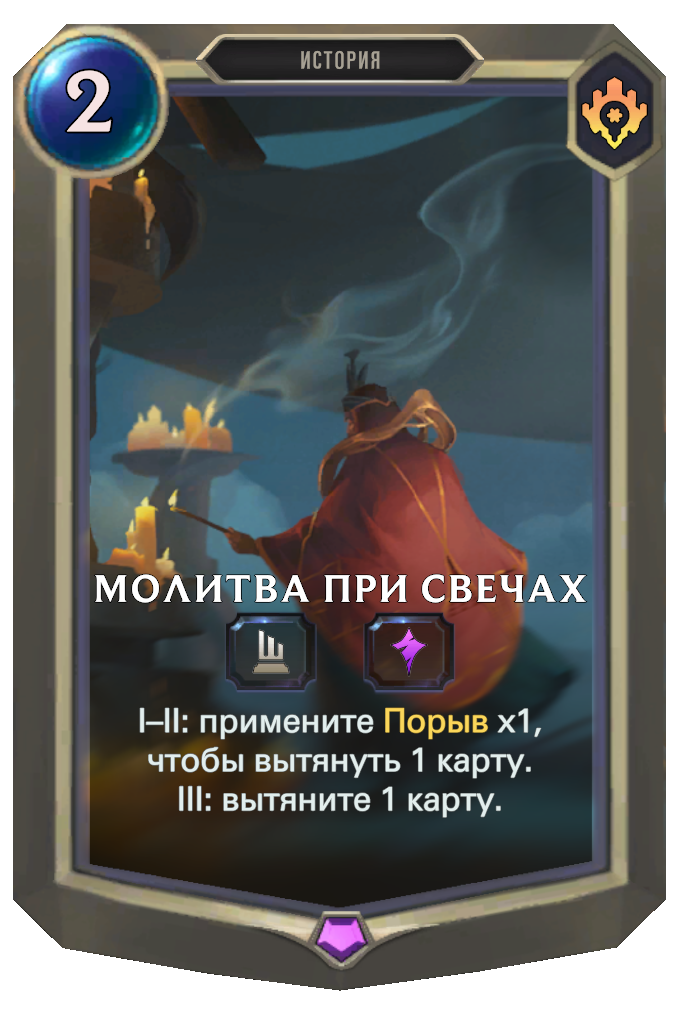 ИСТОРИЯ
2
МОЛИТВА ПРИ СВЕЧАХ
I–II: примените Порыв x1,
чтобы вытянуть 1 карту.
III: вытяните 1 карту.